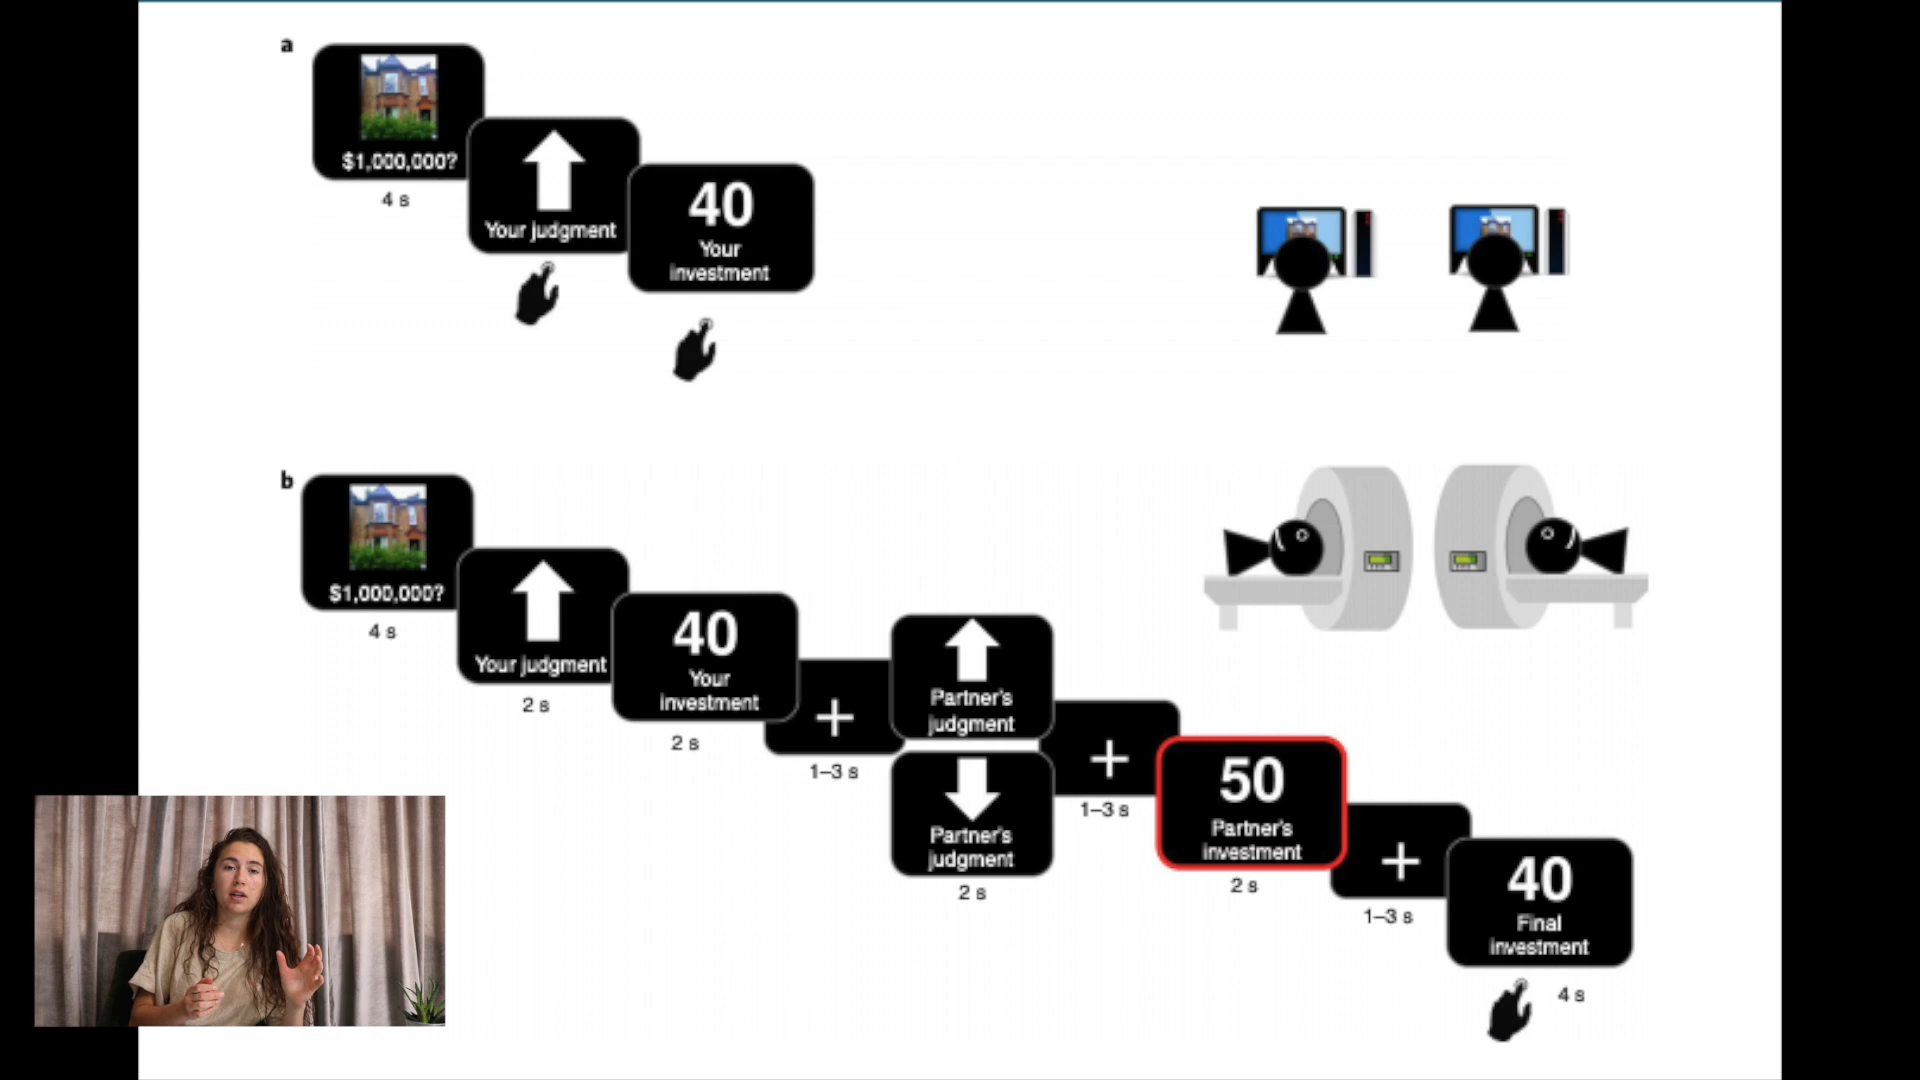 a
$1,000,000?
4 s
Your judgment
40
Your
investment
b
$1,000,000?
4 s
Your judgment
2 s
40
Your
investment
2 s
+
1–3 s
Partner's
judgment
Partner's
judgment
2 s
+
1–3 s
50
Partner's
investment
2 s
+
1–3 s
40
Final
investment
4 s